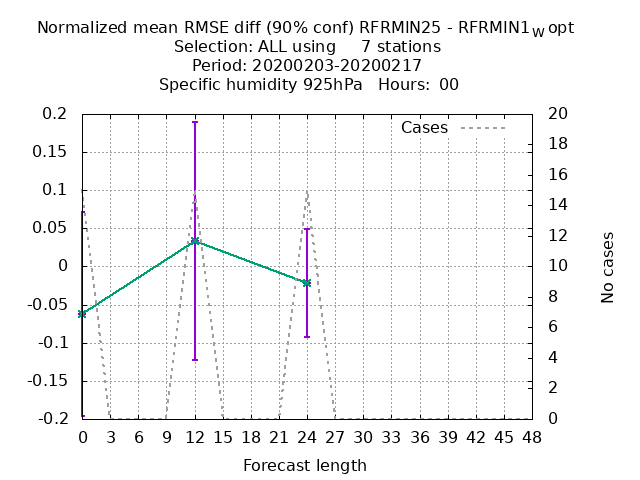 Normalized mean RMSE diff (90% conf) RFRMIN25 - RFRMIN1wopt
Selection: ALL using 7 stations
Period: 20200203-20200217
Specific humidity 925hPa Hours: 00
Cases
0.2
0.15
0.1
0.05
0
-0.05
-0.1
-0.15
-0.2
20
18
16
14
12
10
8
6
4
2
0
No cases
0 3 6 9 12 15 18 21 24 27 30 33 36 39 42 45 48
Forecast length